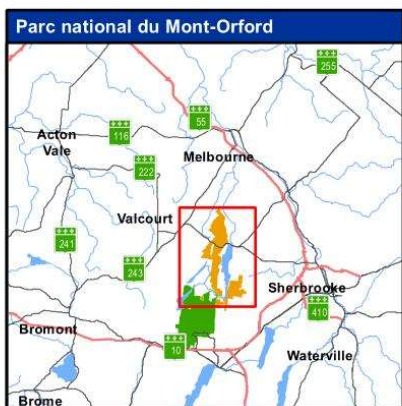 Parc national du Mont-Orford
255
55
116
Acton
Vale
Melbourne
222
Valcourt
241
243
Sherbrooke
410
Bromont
10
Waterville
Brome